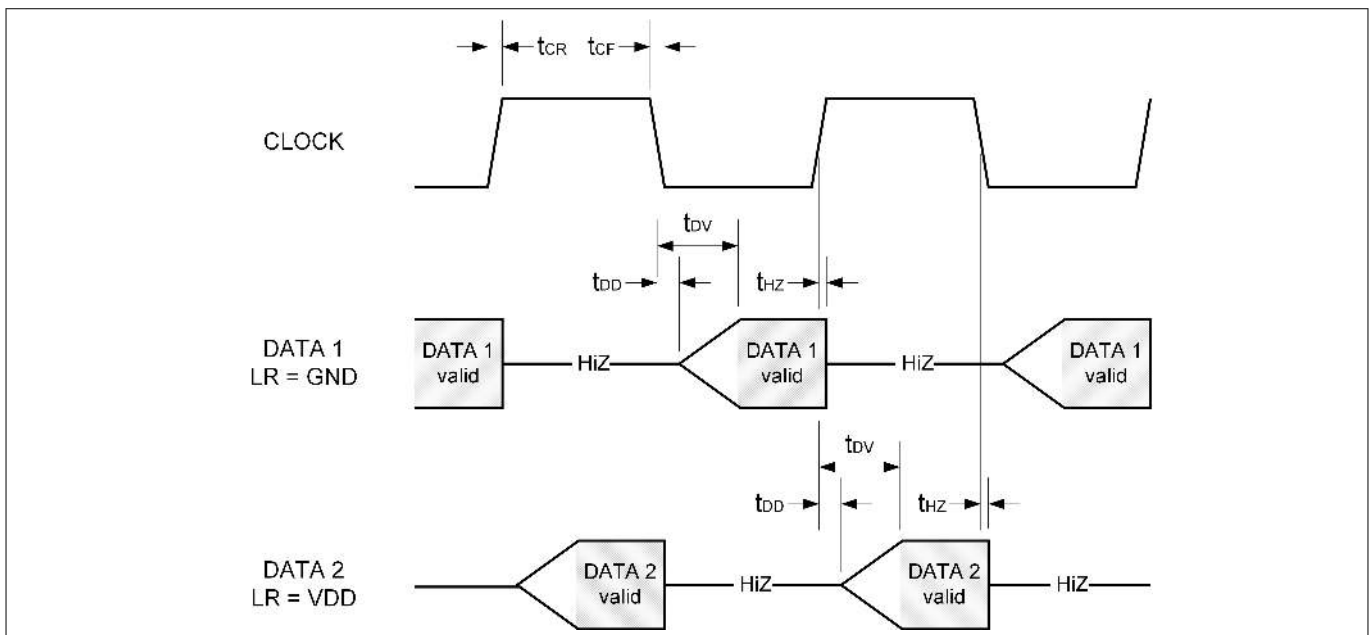 tCR tCF
CLOCK
tDV
tDD tHZ
DATA 1
LR = GND
DATA 1
valid
HiZ
DATA 1
valid
HiZ
DATA 1
valid
tDV
tDD tHZ
DATA 2
LR = VDD
DATA 2
valid
HiZ
DATA 2
valid
HiZ